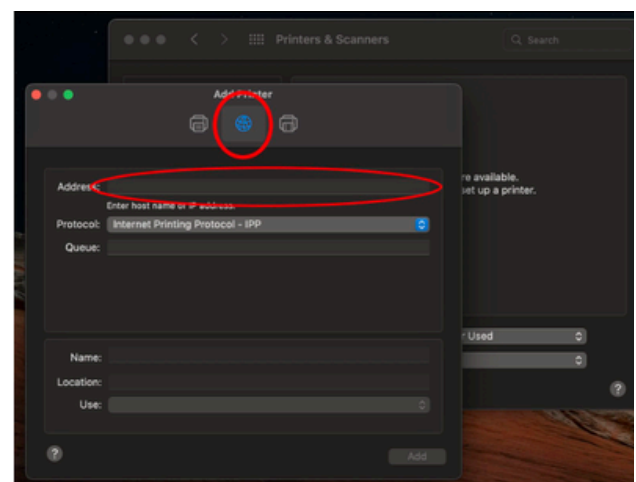 Printers & Scanners
Search
Add Printer
Address:
Enter host name or IP address.
Protocol: Internet Printing Protocol - IPP
Queue:
re available.
set up a printer.
r Used
Name:
Location:
Use:
?
?
Add